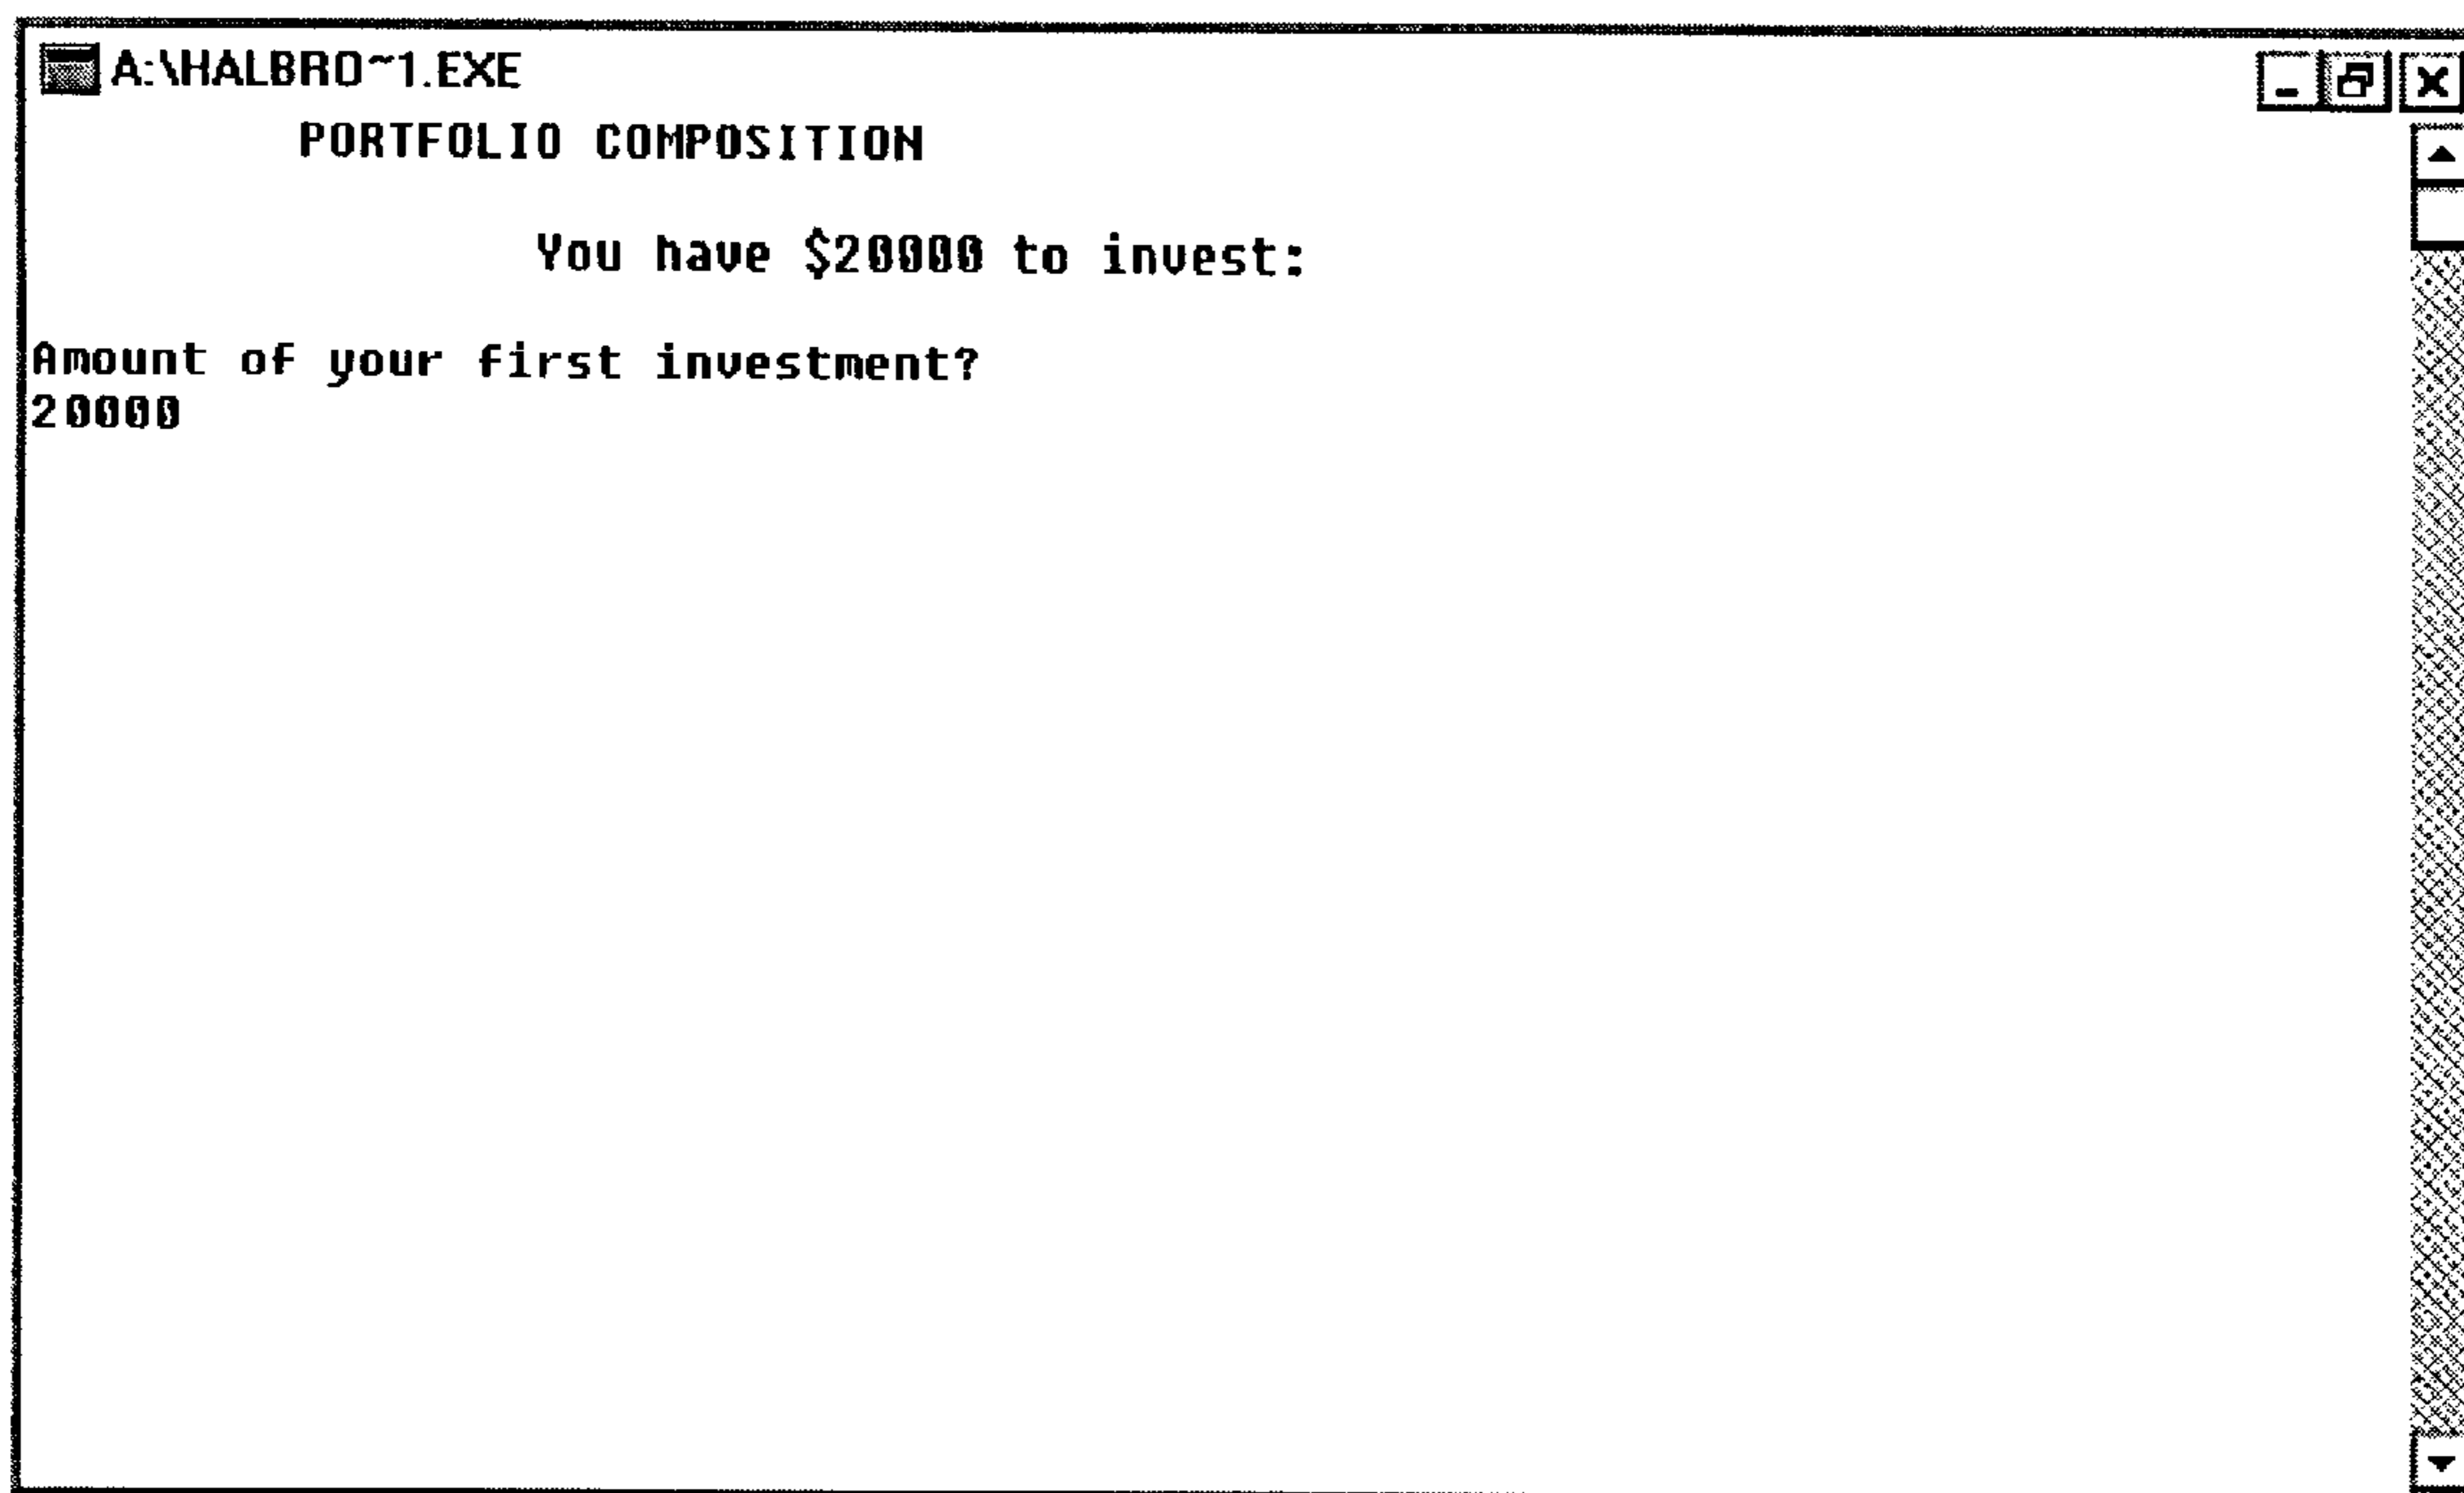 A:\HALBRO~1.EXE
PORTFOLIO COMPOSITION
You have $20000 to invest:
Amount of your first investment?
20000